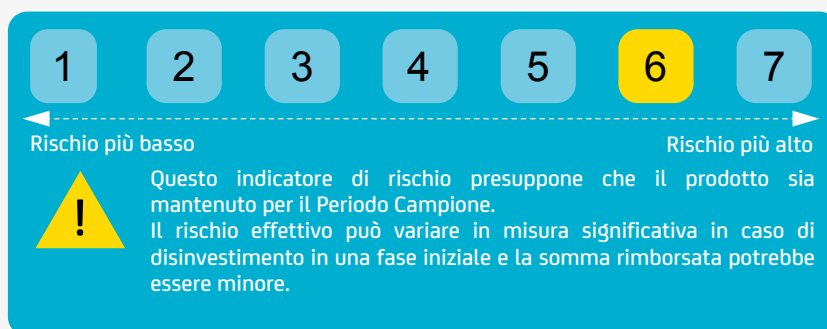 1 2 3 4 5 6 7
Rischio più basso Rischio più alto
!
Questo indicatore di rischio presuppone che il prodotto sia
mantenuto per il Periodo Campione.
Il rischio effettivo può variare in misura significativa in caso di
disinvestimento in una fase iniziale e la somma rimborsata potrebbe
essere minore.